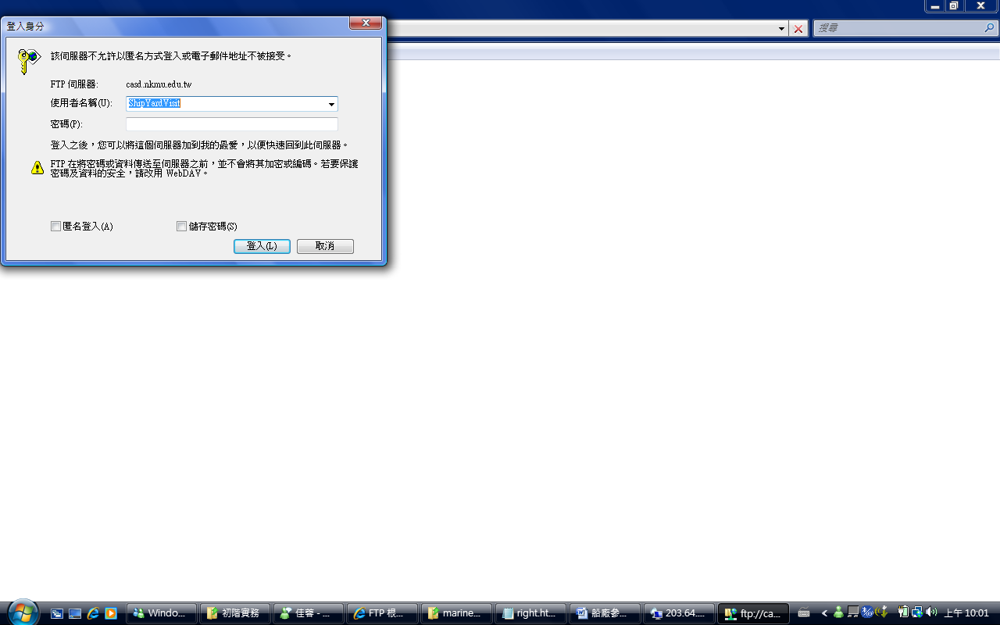 登入身分
搜尋
該伺服器不允許以匿名方式登入或電子郵件地址不被接受。
FTP 伺服器: casd.nkmu.edu.tw
使用者名稱(U): ShipYardVisit
密碼(P):
登入之後，您可以將這個伺服器加到我的最愛，以便快速回到此伺服器。
FTP 在將密碼或資料傳送至伺服器之前，並不會將其加密或編碼。若要保護
密碼及資料的安全，請改用 WebDAV。
匿名登入(A) 儲存密碼(S)
登入(L) 取消
Windo... 初階實務 佳蓉 - ... FTP 根... marine... right.ht... 船廠參... 203.64.... ftp://ca... 上午 10:01